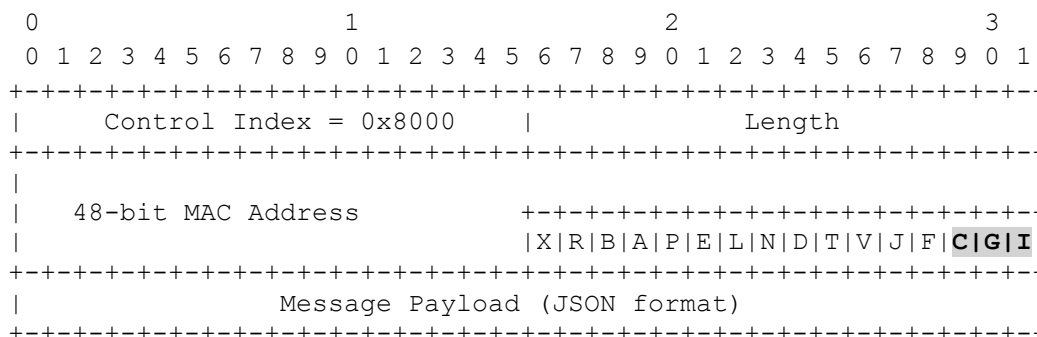 0 1 2 3
0 1 2 3 4 5 6 7 8 9 0 1 2 3 4 5 6 7 8 9 0 1 2 3 4 5 6 7 8 9 0 1
+-+-+-+-+-+-+-+-+-+-+-+-+-+-+-+-+-+-+-+-+-+-+-+-+-+-+-+-+-+-+-+--
| Control Index = 0x8000 | Length
+-+-+-+-+-+-+-+-+-+-+-+-+-+-+-+-+-+-+-+-+-+-+-+-+-+-+-+-+-+-+-+--
|
| 48-bit MAC Address +-+-+-+-+-+-+-+-+-+-+-+-+-+-+-+--
| |X|R|B|A|P|E|L|N|D|T|V|J|F|C|G|I
+-+-+-+-+-+-+-+-+-+-+-+-+-+-+-+-+-+-+-+-+-+-+-+-+-+-+-+-+-+-+-+--
| Message Payload (JSON format)
+-+-+-+-+-+-+-+-+-+-+-+-+-+-+-+-+-+-+-+-+-+-+-+-+-+-+-+-+-+-+-+--